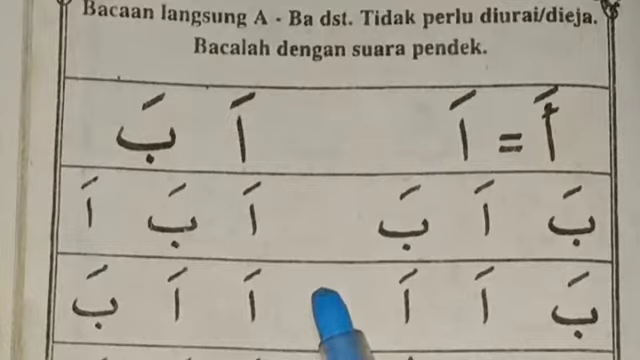 Bacaan langsung A - Ba dst. Tidak perlu diurai/dieja.
Bacalah dengan suara pendek.
أَ = اَ اَ بَ
بَ اَ بَ اَ بَ اَ
بَ اَ اَ اَ اَ بَ